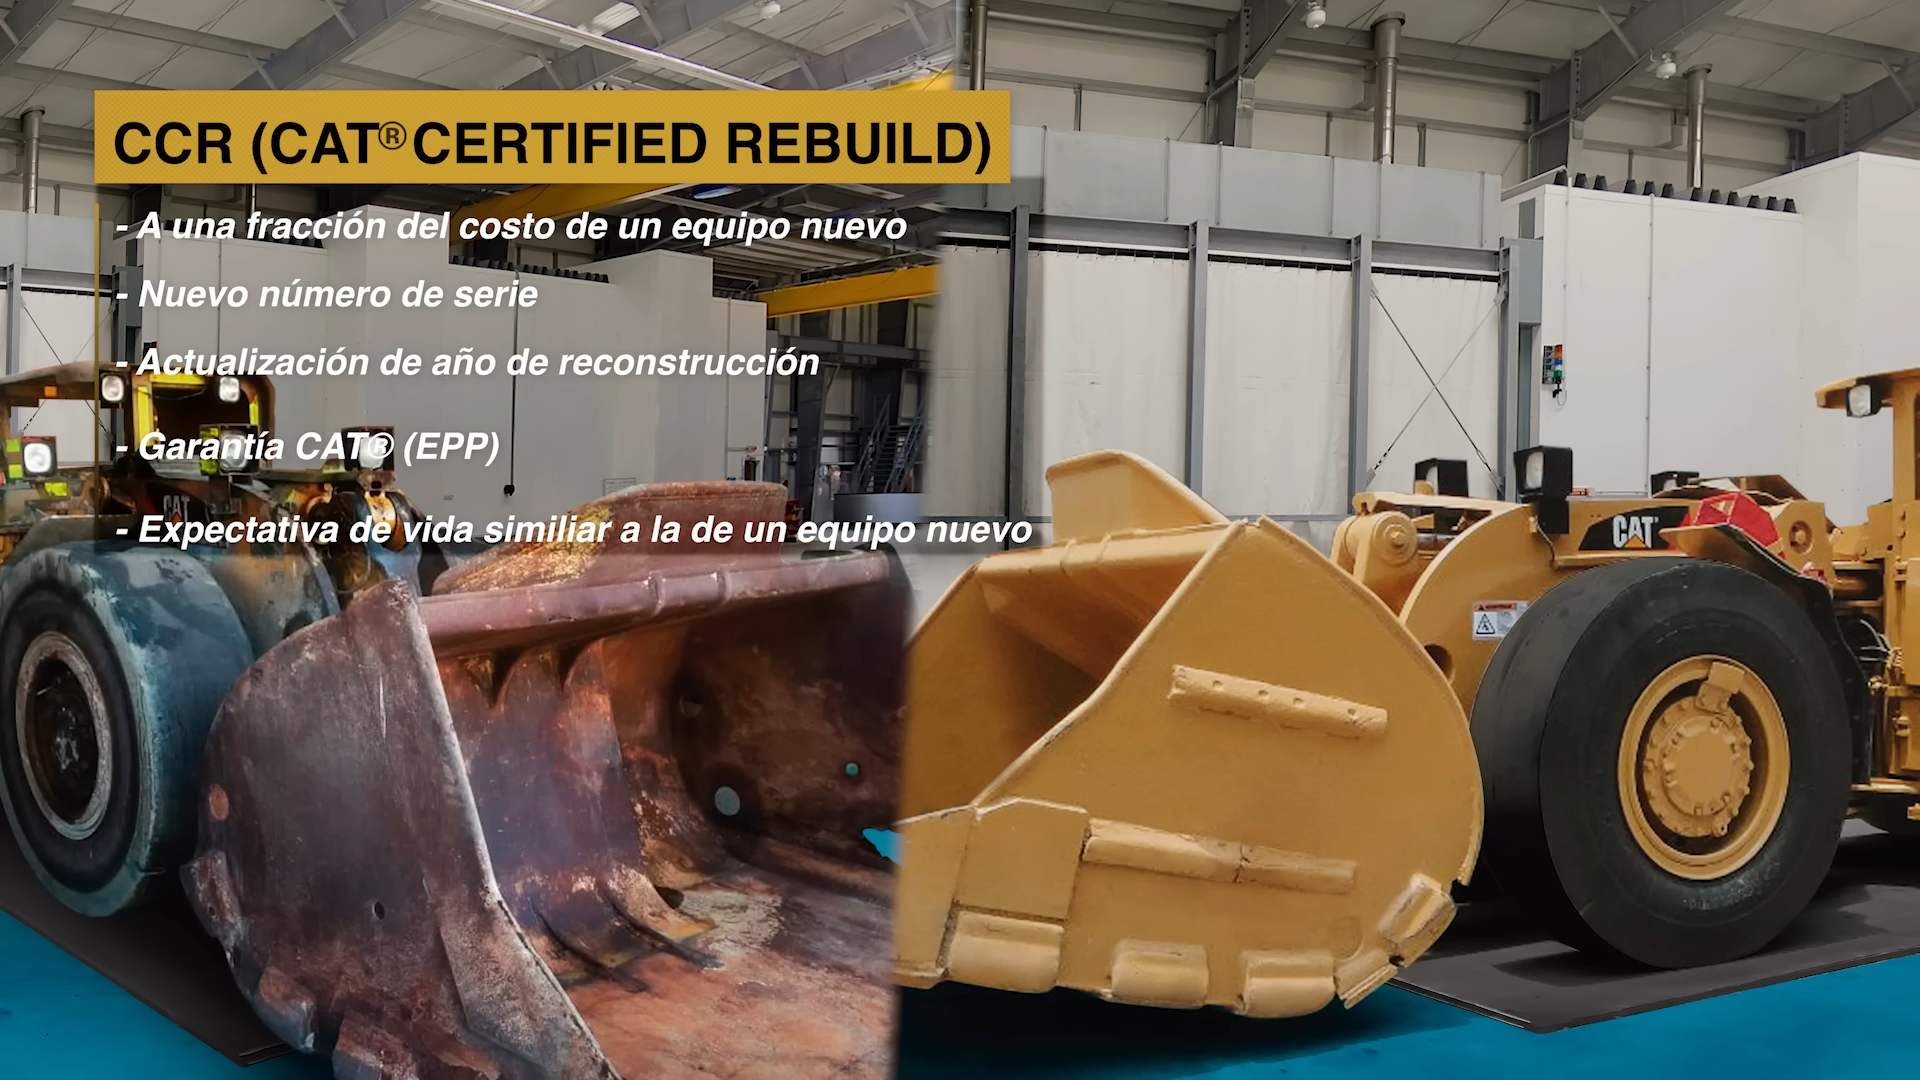 CCR (CAT® CERTIFIED REBUILD)
- A una fracción del costo de un equipo nuevo
- Nuevo número de serie
- Actualización de año de reconstrucción
- Garantía CAT® (EPP)
- Expectativa de vida similiar a la de un equipo nuevo
CAT
CAT